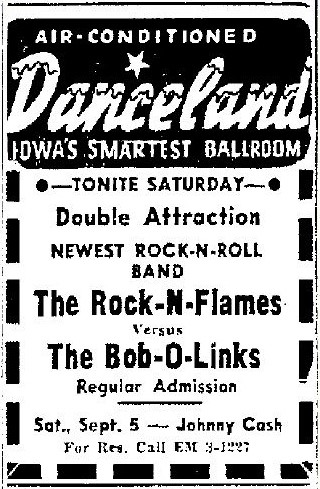 AIR-CONDITIONED
Danceland
IOWA'S SMARTEST BALLROOM
●—TONITE SATURDAY—●
Double Attraction
NEWEST ROCK-N-ROLL
BAND
The Rock-N-Flames
Versus
The Bob-O-Links
Regular Admission
Sat., Sept. 5 — Johnny Cash
For Res. Call EM 3-1227